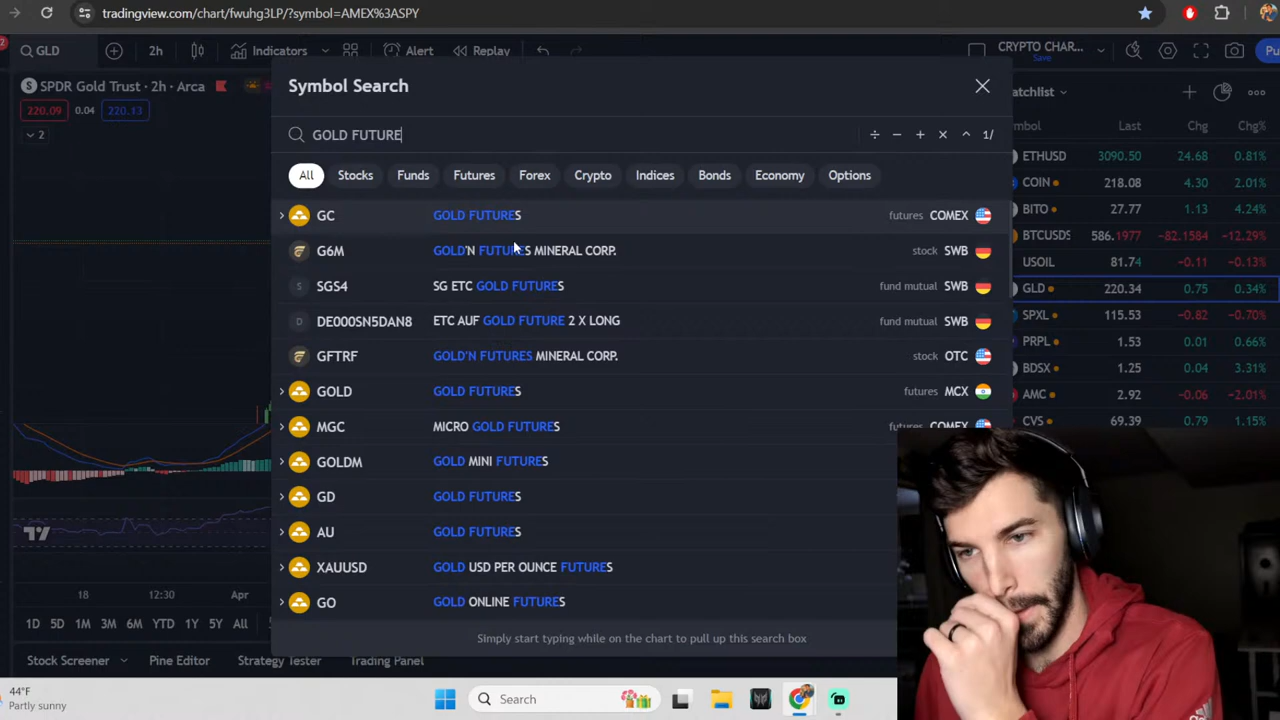 tradingview.com/chart/fwuhg3LP/?symbol=AMEX%3ASPY
GLD 2h Indicators Alert Replay CRYPTO CHAR... Save
SPDR Gold Trust · 2h · Arca
220.09 0.04 220.13
2
Symbol Search
GOLD FUTURE 1/
All Stocks Funds Futures Forex Crypto Indices Bonds Economy Options
GC GOLD FUTURES futures COMEX
G6M GOLD'N FUTURES MINERAL CORP. stock SWB
SGS4 SG ETC GOLD FUTURES fund mutual SWB
DE000SN5DAN8 ETC AUF GOLD FUTURE 2 X LONG fund mutual SWB
GFTRF GOLD'N FUTURES MINERAL CORP. stock OTC
GOLD GOLD FUTURES futures MCX
MGC MICRO GOLD FUTURES futures COMEX
GOLDM GOLD MINI FUTURES
GD GOLD FUTURES
AU GOLD FUTURES
XAUUSD GOLD USD PER OUNCE FUTURES
GO GOLD ONLINE FUTURES
Simply start typing while on the chart to pull up this search box
atchlist
mbol Last Chg Chg%
ETHUSD 3090.50 24.68 0.81%
COIN 218.08 4.30 2.01%
BITO 27.77 1.13 4.24%
BTCUSDS 586.1977 -82.1584 -12.29%
USOIL 81.74 -0.11 -0.13%
GLD 220.34 0.75 0.34%
SPXL 115.53 -0.82 -0.70%
PRPL 1.53 0.01 0.66%
BDSX 1.25 0.04 3.31%
AMC 2.92 -0.06 -2.01%
CVS 69.39 0.79 1.15%
18 12:30 Apr
1D 5D 1M 3M 6M YTD 1Y 5Y All
Stock Screener Pine Editor Strategy Tester Trading Panel
44°F
Partly sunny
Search